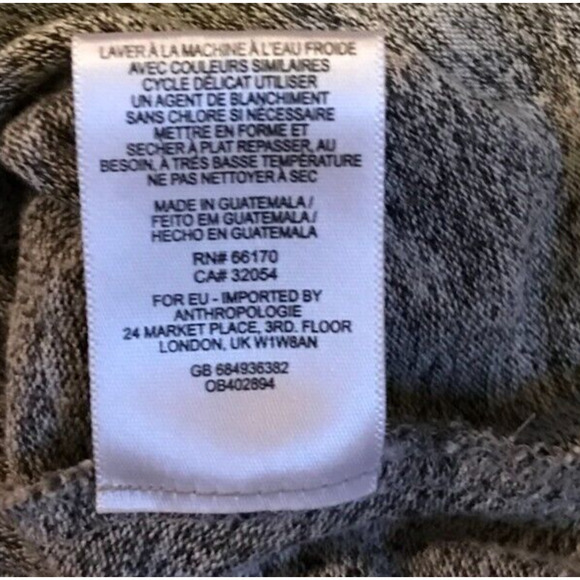 LAVER À LA MACHINE À L'EAU FROIDE
AVEC COULEURS SIMILAIRES
CYCLE DÉLICAT UTILISER
UN AGENT DE BLANCHIMENT
SANS CHLORE SI NÉCESSAIRE
METTRE EN FORME ET
SECHER À PLAT REPASSER, AU
BESOIN, À TRÈS BASSE TEMPÉRATURE
NE PAS NETTOYER À SEC
MADE IN GUATEMALA /
FEITO EM GUATEMALA /
HECHO EN GUATEMALA
RN# 66170
CA# 32054
FOR EU - IMPORTED BY
ANTHROPOLOGIE
24 MARKET PLACE, 3RD. FLOOR
LONDON, UK W1W8AN
GB 684936382
OB402894